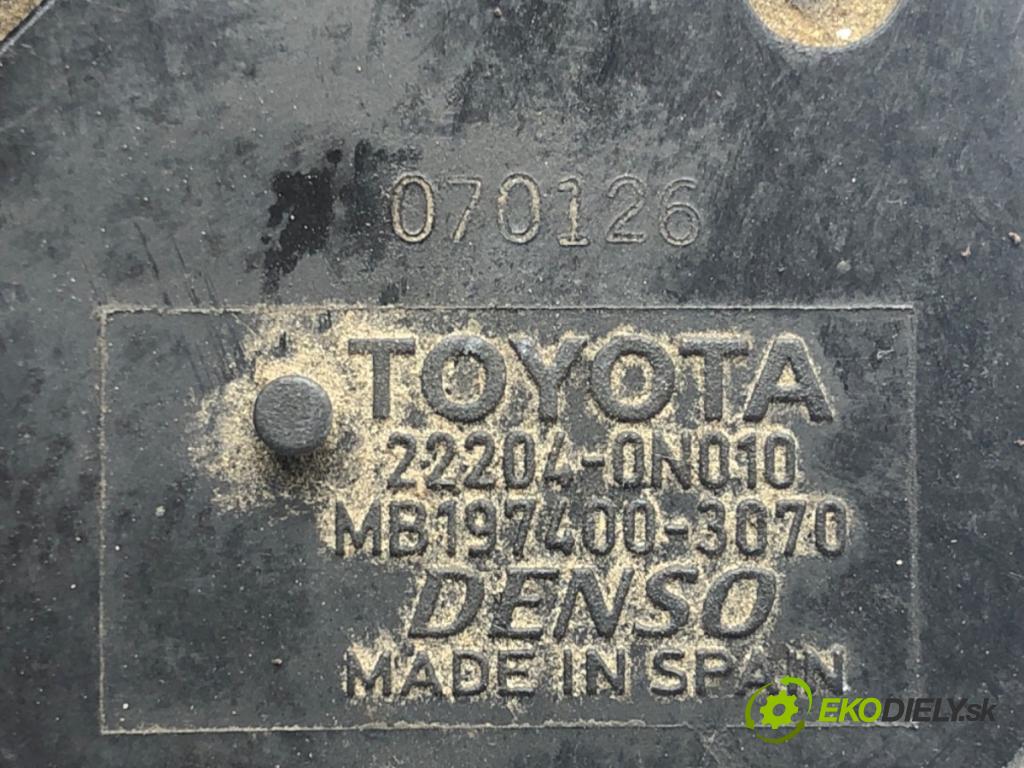 070126
TOYOTA
22204-0N010
MB197400-3070
DENSO
MADE IN SPAIN
EKODIELY.sk